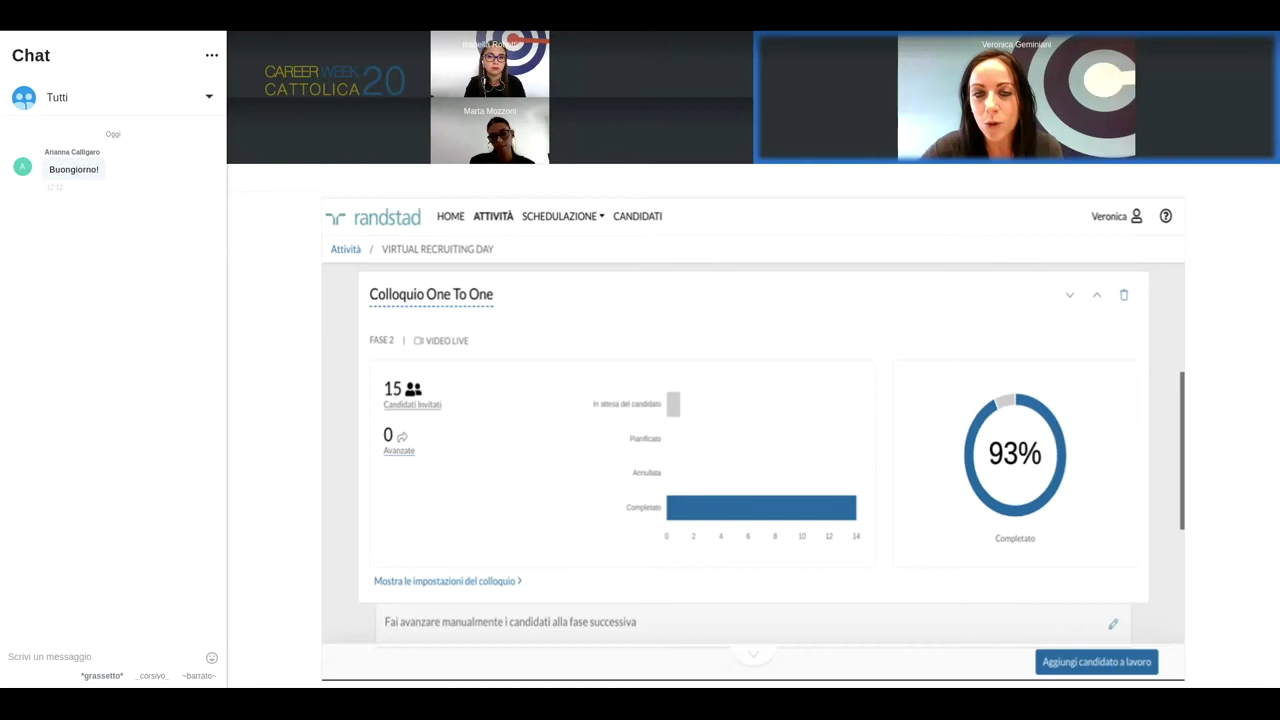 Chat
Tutti
Oggi
Arianna Calligaro
A
Buongiorno!
12:12
Scrivi un messaggio
*grassetto* _corsivo_ ~barrato~
CAREER WEEK
CATTOLICA 20
Marta Mozzoni
Veronica Geminiani
randstad
HOME ATTIVITÀ SCHEDULAZIONE CANDIDATI
Veronica
Attività / VIRTUAL RECRUITING DAY
Colloquio One To One
FASE 2 | VIDEO LIVE
15
Candidati Invitati
0
Avanzate
In attesa del candidato
Pianificato
Annullata
Completato
0 2 4 6 8 10 12 14
93%
Completato
Mostra le impostazioni del colloquio
Fai avanzare manualmente i candidati alla fase successiva
Aggiungi candidato a lavoro